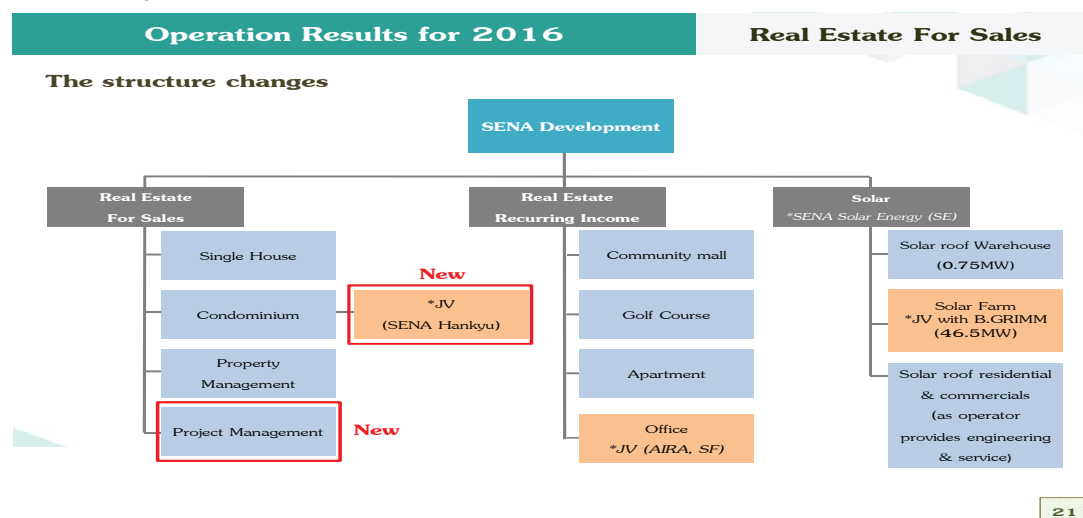 Operation Results for 2016
Real Estate For Sales
The structure changes
SENA Development
Real Estate
For Sales
Single House
Condominium
New
*JV
(SENA Hankyu)
Property
Management
Project Management
New
Real Estate
Recurring Income
Community mall
Golf Course
Apartment
Office
*JV (AIRA, SF)
Solar
*SENA Solar Energy (SE)
Solar roof Warehouse
(0.75MW)
Solar Farm
*JV with B.GRIMM
(46.5MW)
Solar roof residential
& commercials
(as operator
provides engineering
& service)
21